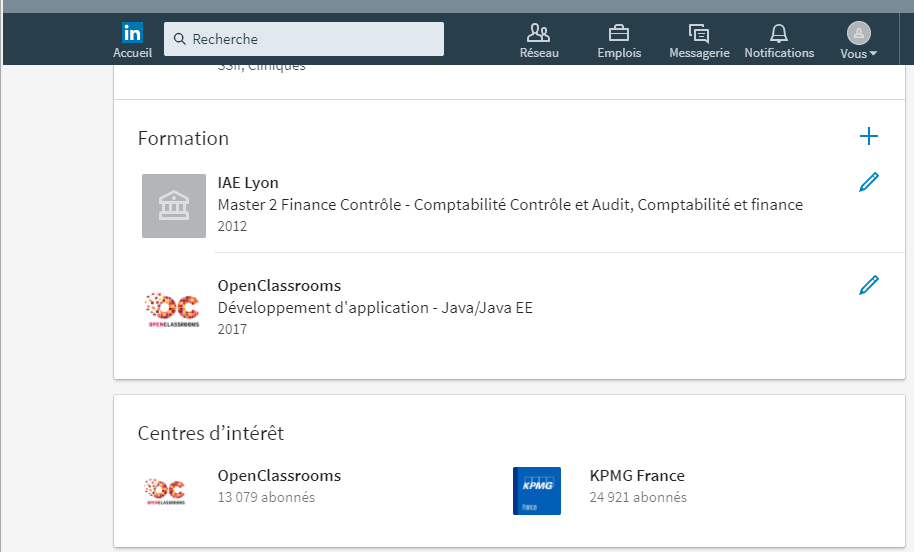 in
Recherche
Accueil
Réseau
Emplois
Messagerie
Notifications
Vous
SSII, Cliniques
Formation
IAE Lyon
Master 2 Finance Contrôle - Comptabilité Contrôle et Audit, Comptabilité et finance
2012
OC
OPENCLASSROOMS
OpenClassrooms
Développement d'application - Java/Java EE
2017
Centres d’intérêt
OC
OPENCLASSROOMS
OpenClassrooms
13 079 abonnés
KPMG
France
KPMG France
24 921 abonnés